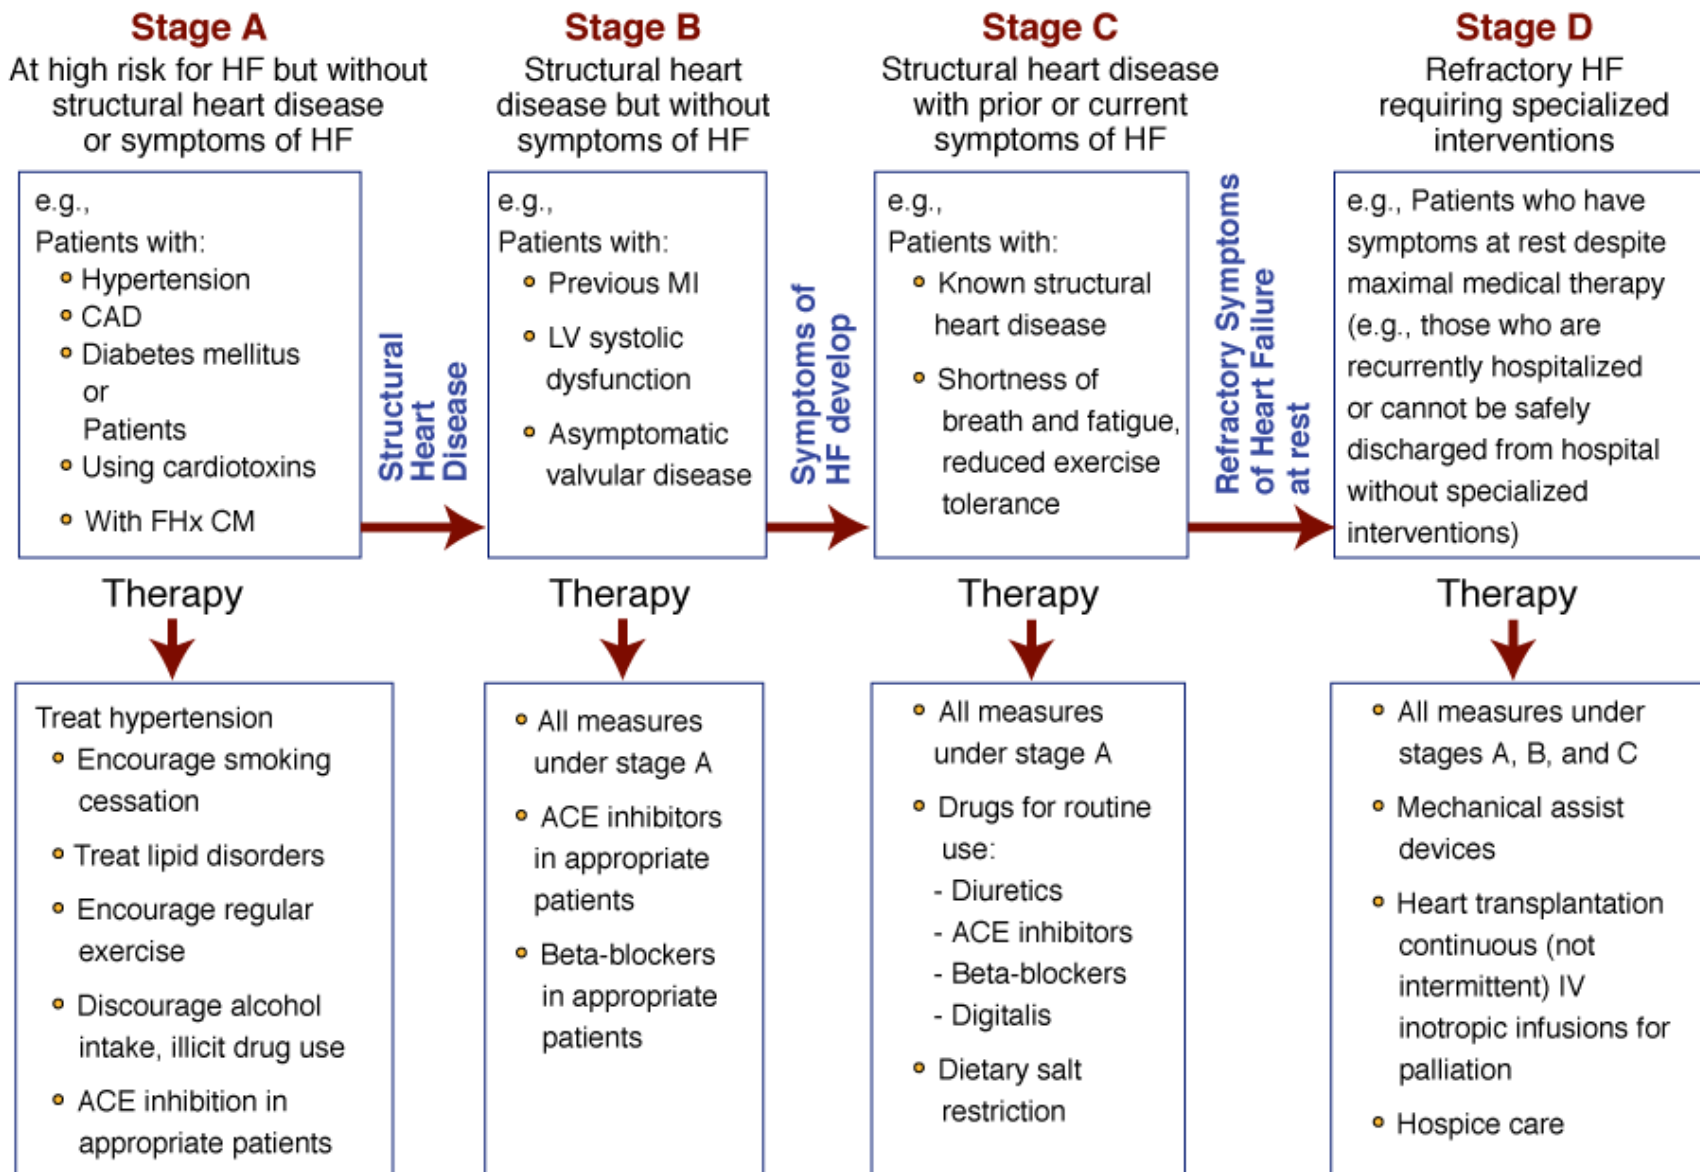 Stage A
At high risk for HF but without
structural heart disease
or symptoms of HF
e.g.,
Patients with:
Hypertension
CAD
Diabetes mellitus
or
Patients
Using cardiotoxins
With FHx CM
Structural
Heart
Disease
Stage B
Structural heart
disease but without
symptoms of HF
e.g.,
Patients with:
Previous MI
LV systolic
dysfunction
Asymptomatic
valvular disease
Symptoms of
HF develop
Stage C
Structural heart disease
with prior or current
symptoms of HF
e.g.,
Patients with:
Known structural
heart disease
Shortness of
breath and fatigue,
reduced exercise
tolerance
Refractory Symptoms
of Heart Failure
at rest
Stage D
Refractory HF
requiring specialized
interventions
e.g., Patients who have
symptoms at rest despite
maximal medical therapy
(e.g., those who are
recurrently hospitalized
or cannot be safely
discharged from hospital
without specialized
interventions)
Therapy
Treat hypertension
Encourage smoking
cessation
Treat lipid disorders
Encourage regular
exercise
Discourage alcohol
intake, illicit drug use
ACE inhibition in
appropriate patients
Therapy
All measures
under stage A
ACE inhibitors
in appropriate
patients
Beta-blockers
in appropriate
patients
Therapy
All measures
under stage A
Drugs for routine
use:
- Diuretics
- ACE inhibitors
- Beta-blockers
- Digitalis
Dietary salt
restriction
Therapy
All measures under
stages A, B, and C
Mechanical assist
devices
Heart transplantation
continuous (not
intermittent) IV
inotropic infusions for
palliation
Hospice care